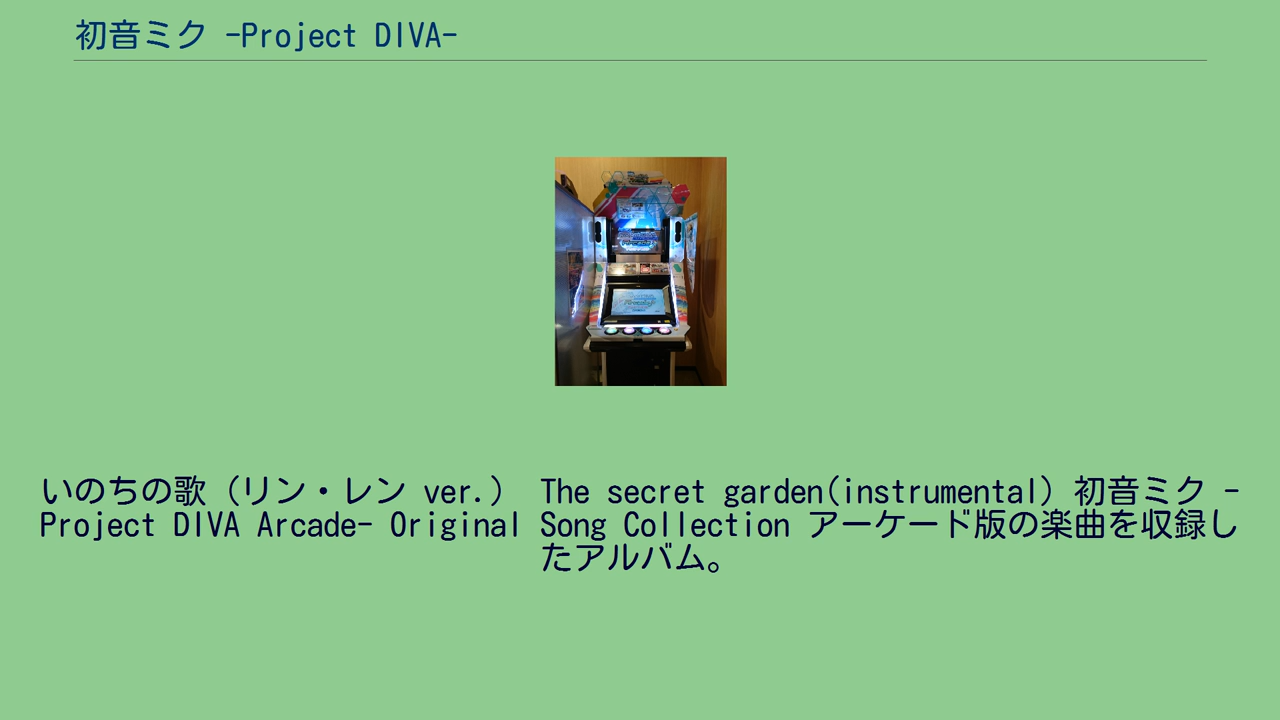 初音ミク -Project DIVA-
いのちの歌（リン・レン ver.） The secret garden(instrumental) 初音ミク -
Project DIVA Arcade- Original Song Collection アーケード版の楽曲を収録し
たアルバム。